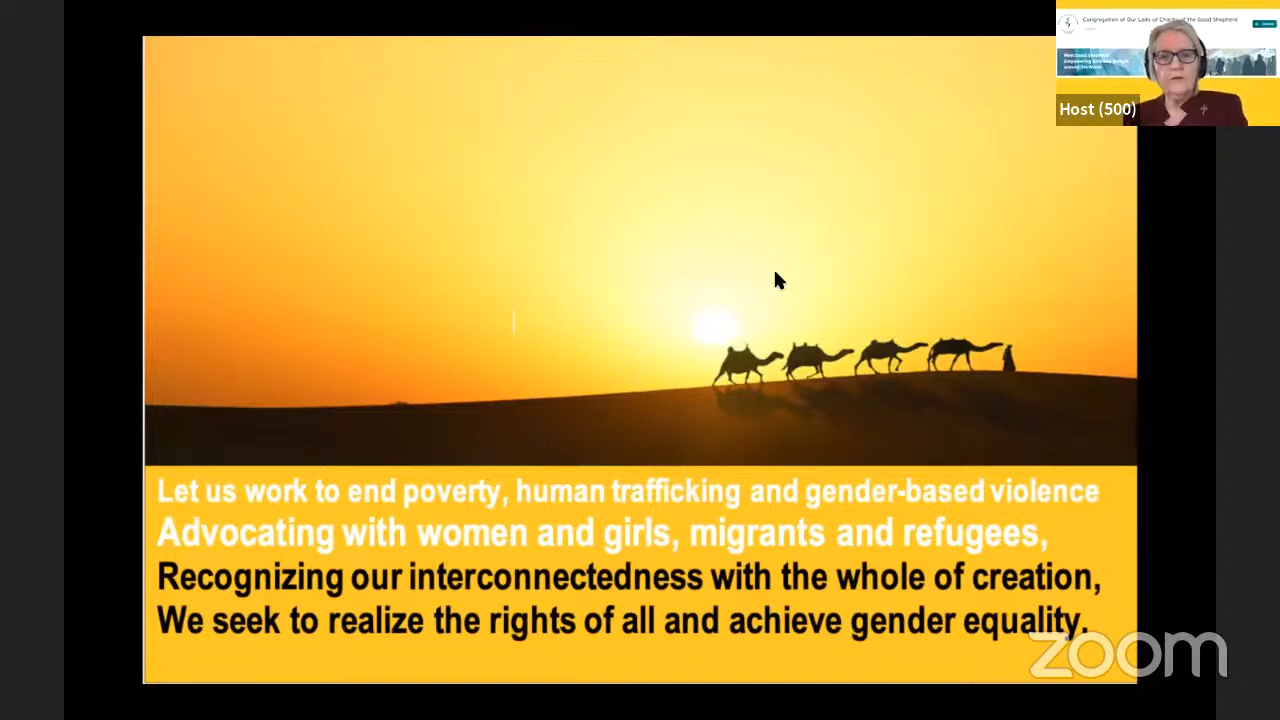 Congregation of Our Lady of Charity of the Good Shepherd
Host (500)
Let us work to end poverty, human trafficking and gender-based violence
Advocating with women and girls, migrants and refugees,
Recognizing our interconnectedness with the whole of creation,
We seek to realize the rights of all and achieve gender equality.
zoom